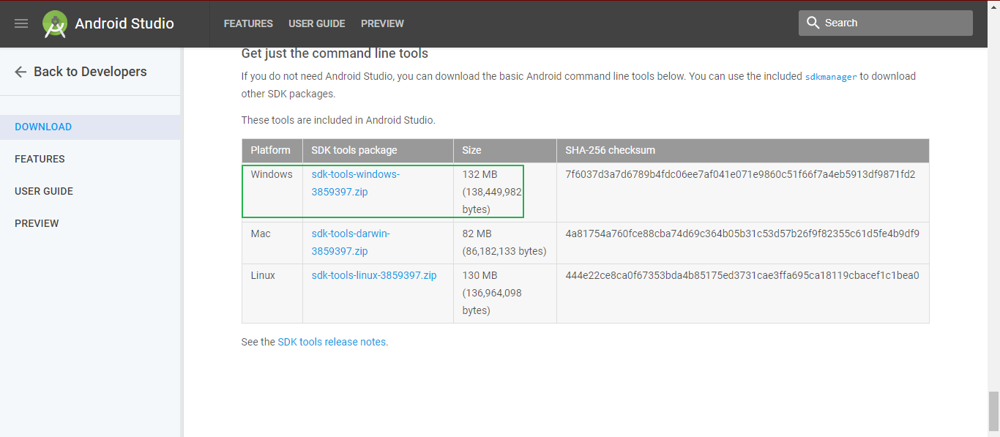 Android Studio
FEATURES USER GUIDE PREVIEW
Search
Back to Developers
DOWNLOAD
FEATURES
USER GUIDE
PREVIEW
Get just the command line tools
If you do not need Android Studio, you can download the basic Android command line tools below. You can use the included sdkmanager to download
other SDK packages.
These tools are included in Android Studio.
Platform SDK tools package Size SHA-256 checksum
Windows sdk-tools-windows- 132 MB 7f6037d3a7d6789b4fdc06ee7af041e071e9860c51f66f7a4eb5913df9871fd2
3859397.zip (138,449,982
bytes)
Mac sdk-tools-darwin- 82 MB 4a81754a760fce88cba74d69c364b05b31c53d57b26f9f82355c61d5fe4b9df9
3859397.zip (86,182,133 bytes)
Linux sdk-tools-linux-3859397.zip 130 MB 444e22ce8ca0f67353bda4b85175ed3731cae3ffa695ca18119cbacef1c1bea0
(136,964,098
bytes)
See the SDK tools release notes.